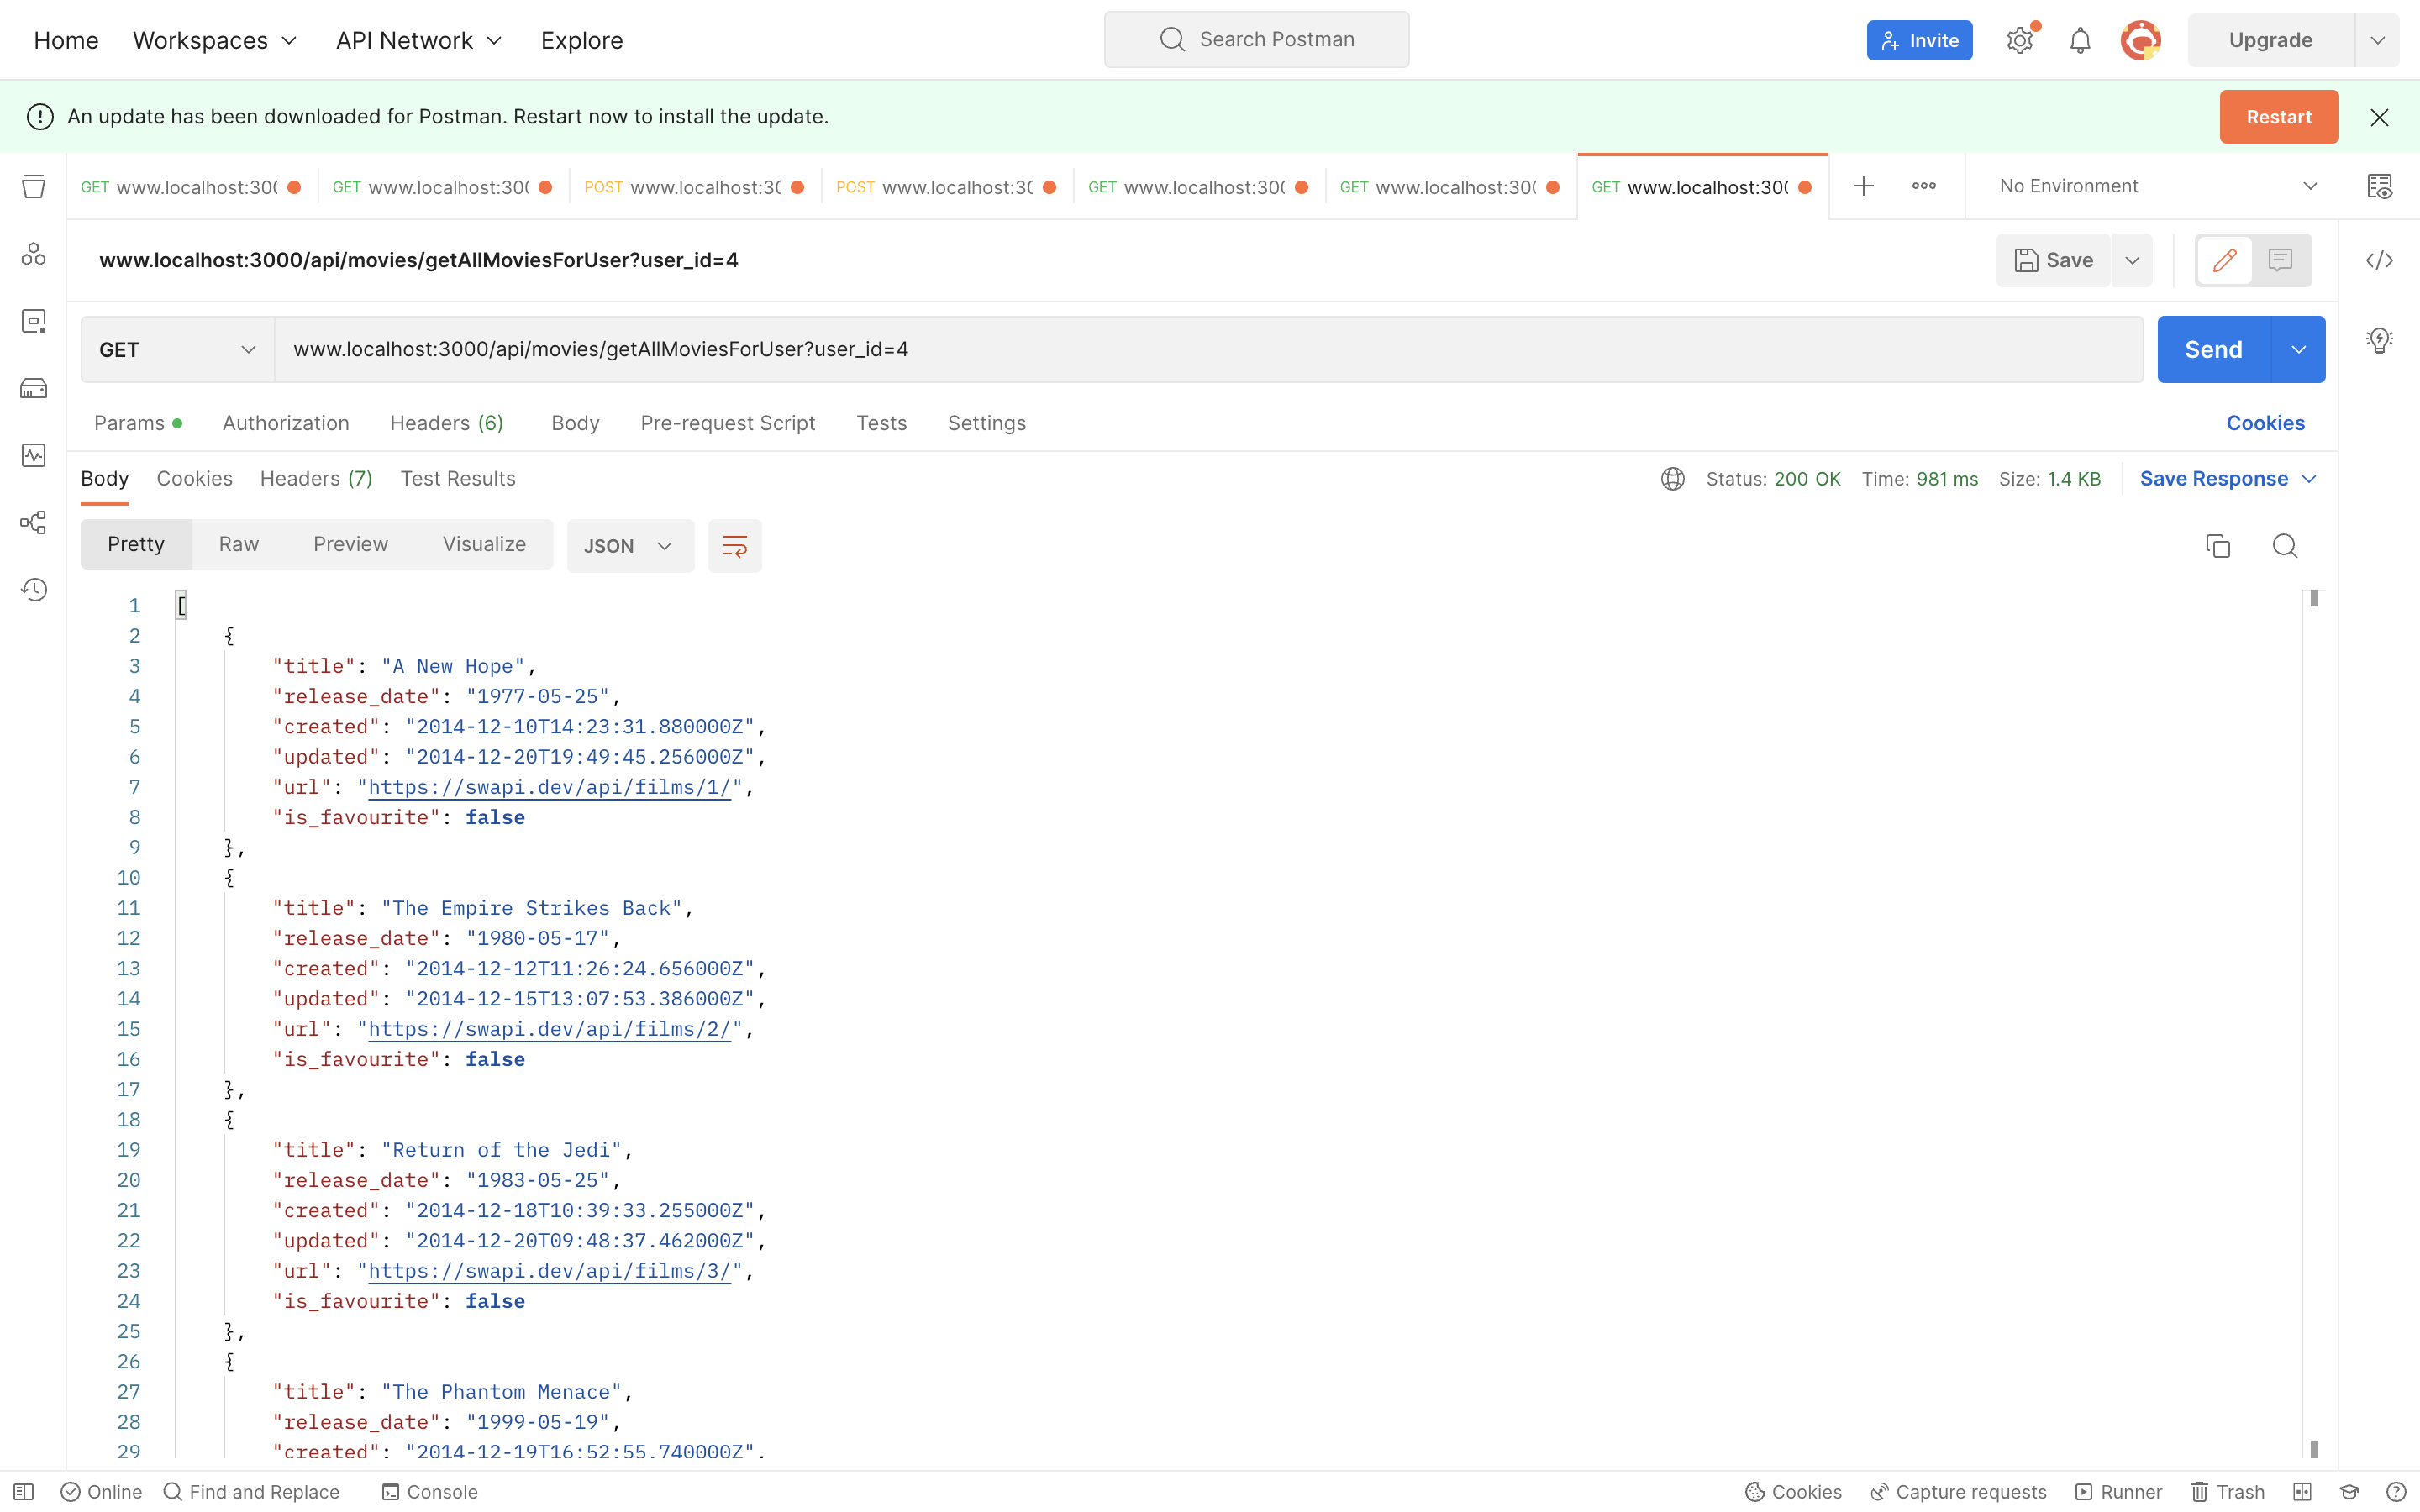 Home Workspaces API Network Explore Search Postman Invite Upgrade
An update has been downloaded for Postman. Restart now to install the update. Restart
GET www.localhost:30( GET www.localhost:30( POST www.localhost:3( POST www.localhost:3( GET www.localhost:30( GET www.localhost:30( GET www.localhost:30( No Environment
www.localhost:3000/api/movies/getAllMoviesForUser?user_id=4 Save
GET www.localhost:3000/api/movies/getAllMoviesForUser?user_id=4 Send
Params Authorization Headers (6) Body Pre-request Script Tests Settings Cookies
Body Cookies Headers (7) Test Results Status: 200 OK Time: 981 ms Size: 1.4 KB Save Response
Pretty Raw Preview Visualize JSON
1 [
2 {
3 "title": "A New Hope",
4 "release_date": "1977-05-25",
5 "created": "2014-12-10T14:23:31.880000Z",
6 "updated": "2014-12-20T19:49:45.256000Z",
7 "url": "https://swapi.dev/api/films/1/",
8 "is_favourite": false
9 },
10 {
11 "title": "The Empire Strikes Back",
12 "release_date": "1980-05-17",
13 "created": "2014-12-12T11:26:24.656000Z",
14 "updated": "2014-12-15T13:07:53.386000Z",
15 "url": "https://swapi.dev/api/films/2/",
16 "is_favourite": false
17 },
18 {
19 "title": "Return of the Jedi",
20 "release_date": "1983-05-25",
21 "created": "2014-12-18T10:39:33.255000Z",
22 "updated": "2014-12-20T09:48:37.462000Z",
23 "url": "https://swapi.dev/api/films/3/",
24 "is_favourite": false
25 },
26 {
27 "title": "The Phantom Menace",
28 "release_date": "1999-05-19",
29 "created": "2014-12-19T16:52:55.740000Z",
Online Find and Replace Console Cookies Capture requests Runner Trash